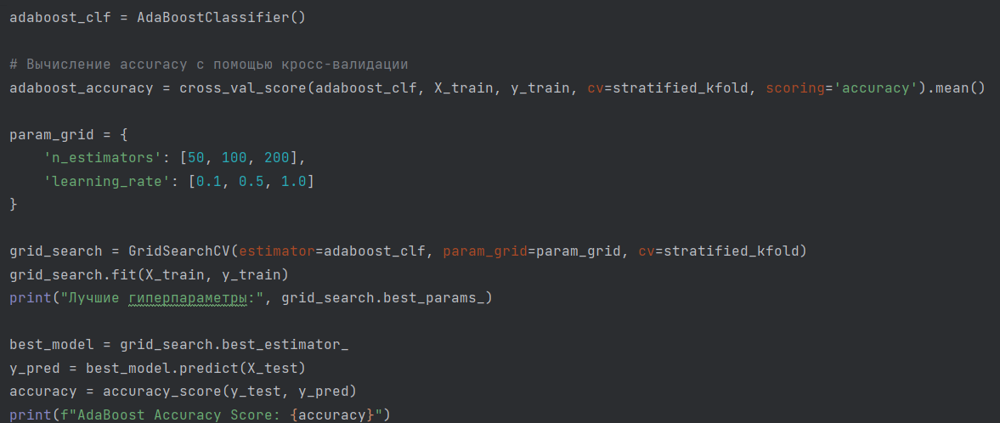 adaboost_clf = AdaBoostClassifier()
# Вычисление accuracy с помощью кросс-валидации
adaboost_accuracy = cross_val_score(adaboost_clf, X_train, y_train, cv=stratified_kfold, scoring='accuracy').mean()
param_grid = {
    'n_estimators': [50, 100, 200],
    'learning_rate': [0.1, 0.5, 1.0]
}
grid_search = GridSearchCV(estimator=adaboost_clf, param_grid=param_grid, cv=stratified_kfold)
grid_search.fit(X_train, y_train)
print("Лучшие гиперпараметры:", grid_search.best_params_)
best_model = grid_search.best_estimator_
y_pred = best_model.predict(X_test)
accuracy = accuracy_score(y_test, y_pred)
print(f"AdaBoost Accuracy Score: {accuracy}")